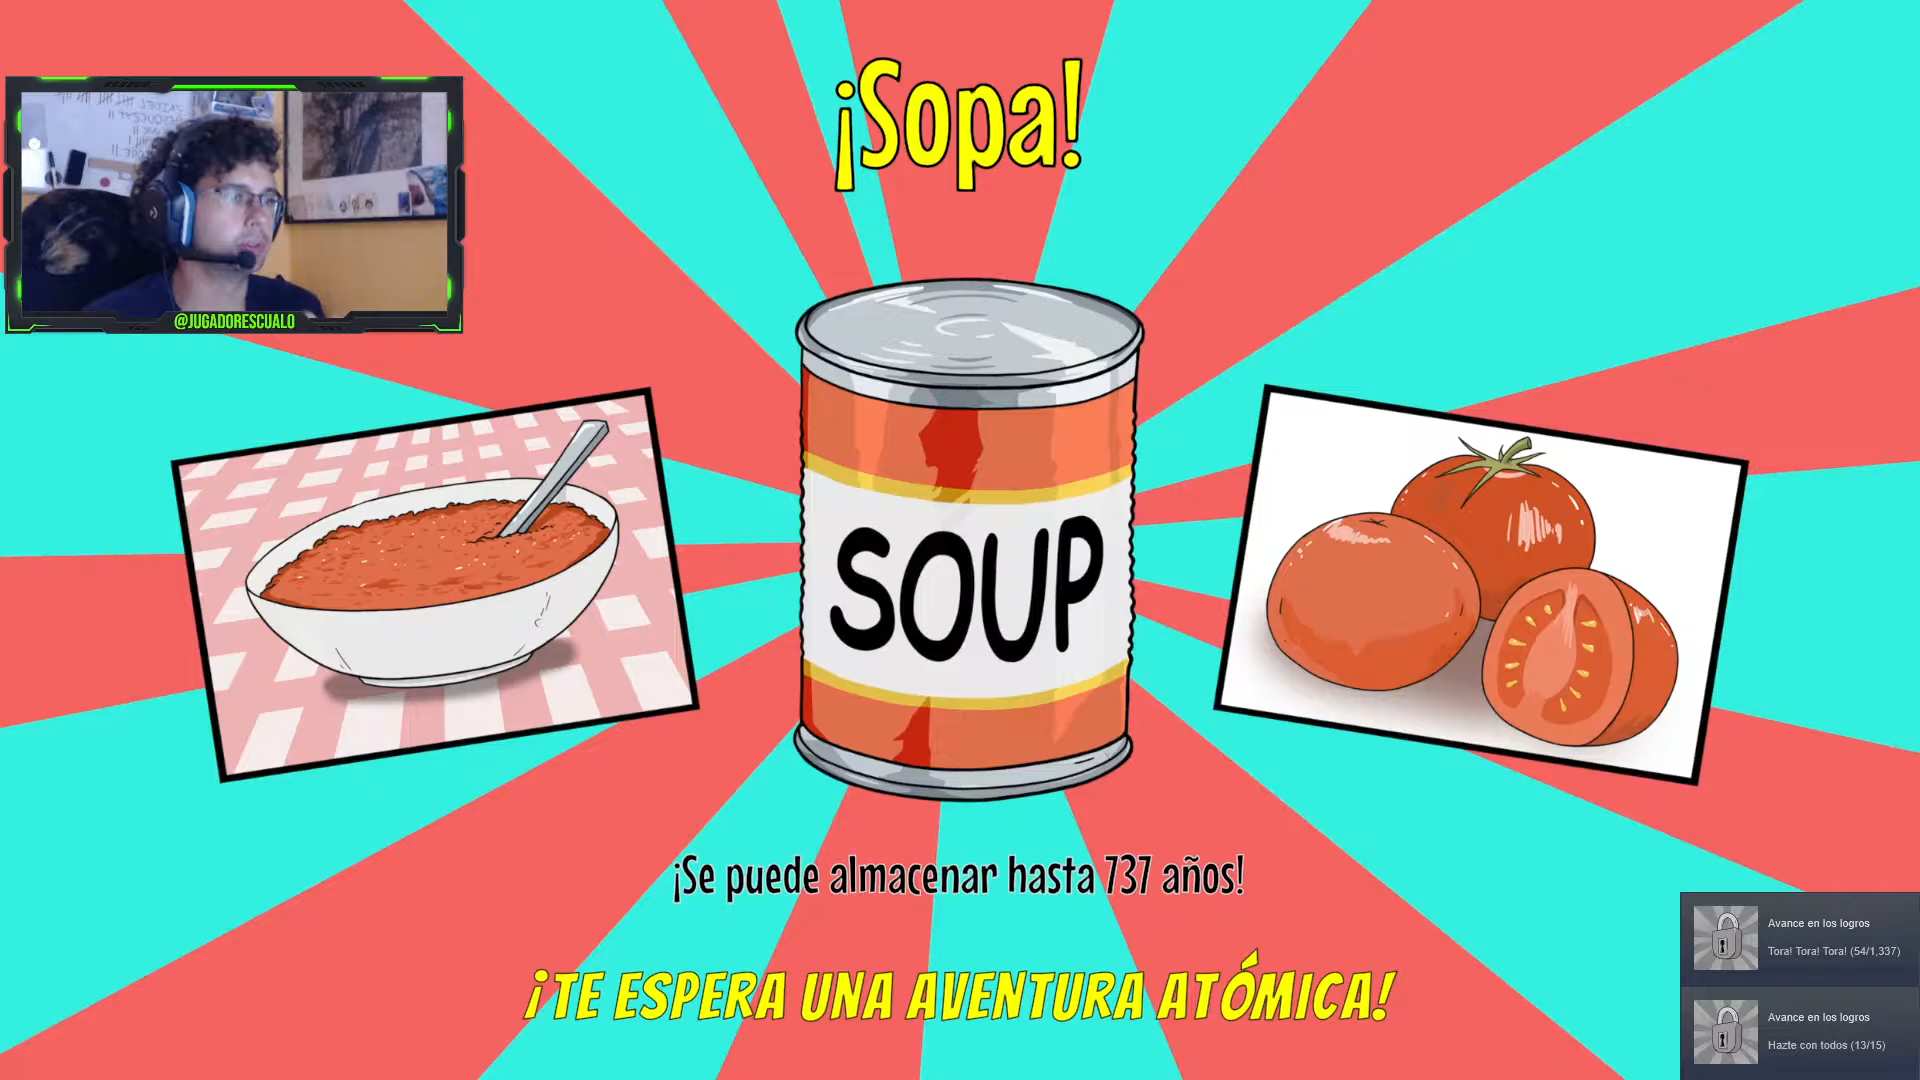 ¡Sopa!
@JUGADORESCUALO
SOUP
¡Se puede almacenar hasta 737 años!
¡TE ESPERA UNA AVENTURA ATÓMICA!
Avance en los logros
Tora! Tora! Tora! (54/1,337)
Avance en los logros
Hazte con todos (13/15)